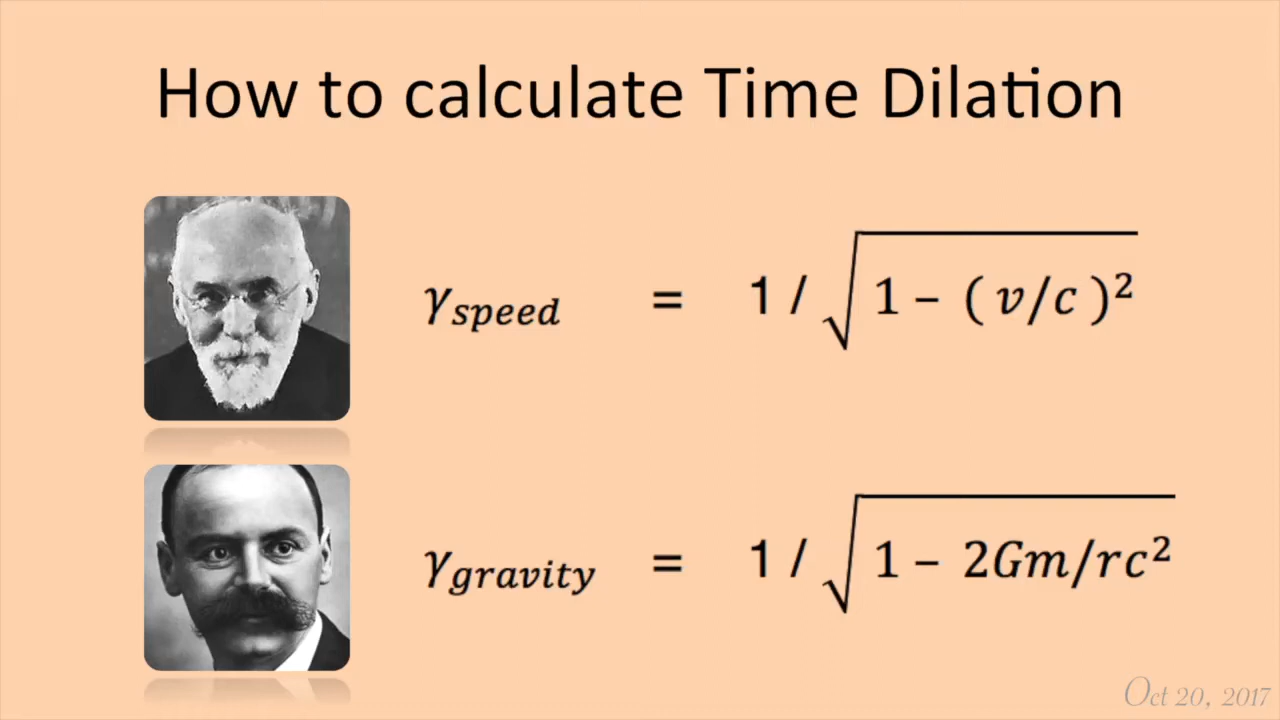 How to calculate Time Dilation
γspeed = 1 / √1 – ( v/c )²
γgravity = 1 / √1 – 2Gm/rc²
Oct 20, 2017